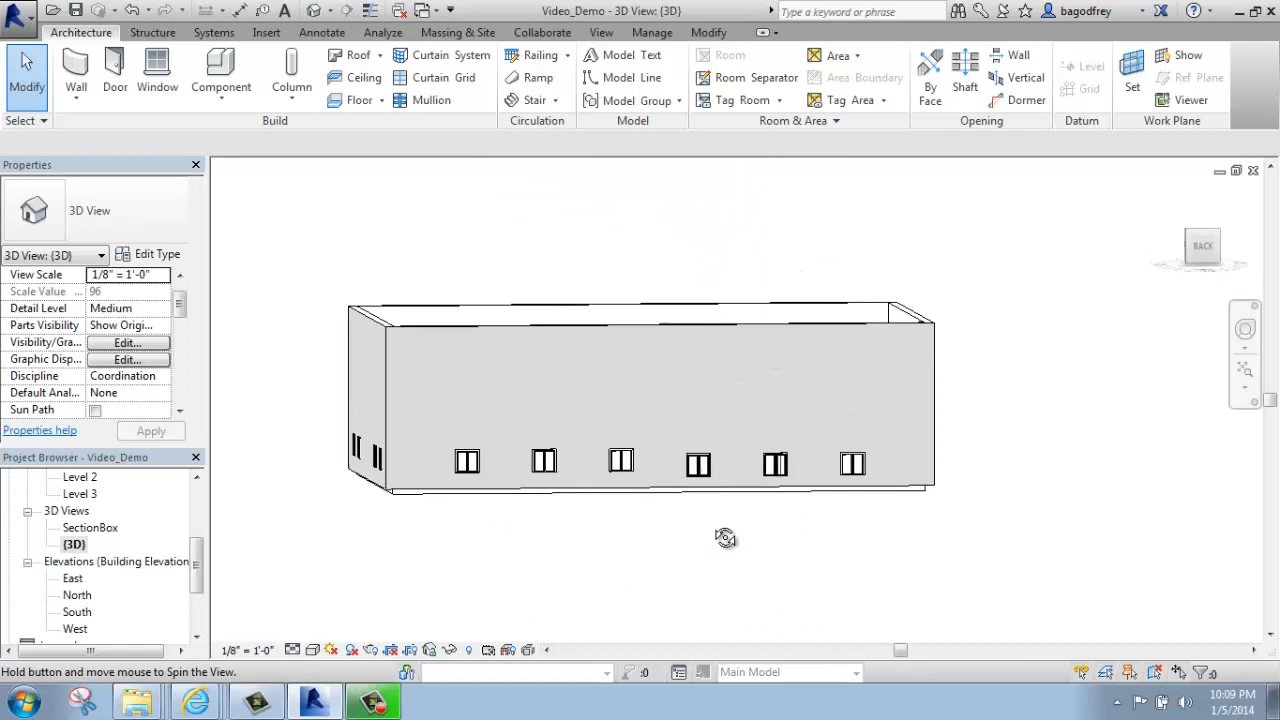 Video_Demo - 3D View: {3D}
Type a keyword or phrase
bagodfrey
Architecture Structure Systems Insert Annotate Analyze Massing & Site Collaborate View Manage Modify
Modify
Wall
Door
Window
Component
Column
Roof
Ceiling
Floor
Curtain System
Curtain Grid
Mullion
Railing
Ramp
Stair
Model Text
Model Line
Model Group
Room
Room Separator
Tag Room
Area
Area Boundary
Tag Area
By
Face
Shaft
Wall
Vertical
Dormer
Level
Grid
Set
Show
Ref Plane
Viewer
Select Build Circulation Model Room & Area Opening Datum Work Plane
Properties
3D View
3D View: {3D} Edit Type
View Scale 1/8" = 1'-0"
Scale Value ... 96
Detail Level Medium
Parts Visibility Show Origi...
Visibility/Gra... Edit...
Graphic Disp... Edit...
Discipline Coordination
Default Anal... None
Sun Path
Properties help Apply
Project Browser - Video_Demo
Level 2
Level 3
3D Views
SectionBox
{3D}
Elevations (Building Elevation
East
North
South
West
BACK
1/8" = 1'-0"
Hold button and move mouse to Spin the View.
:0
Main Model
:0
10:09 PM
1/5/2014